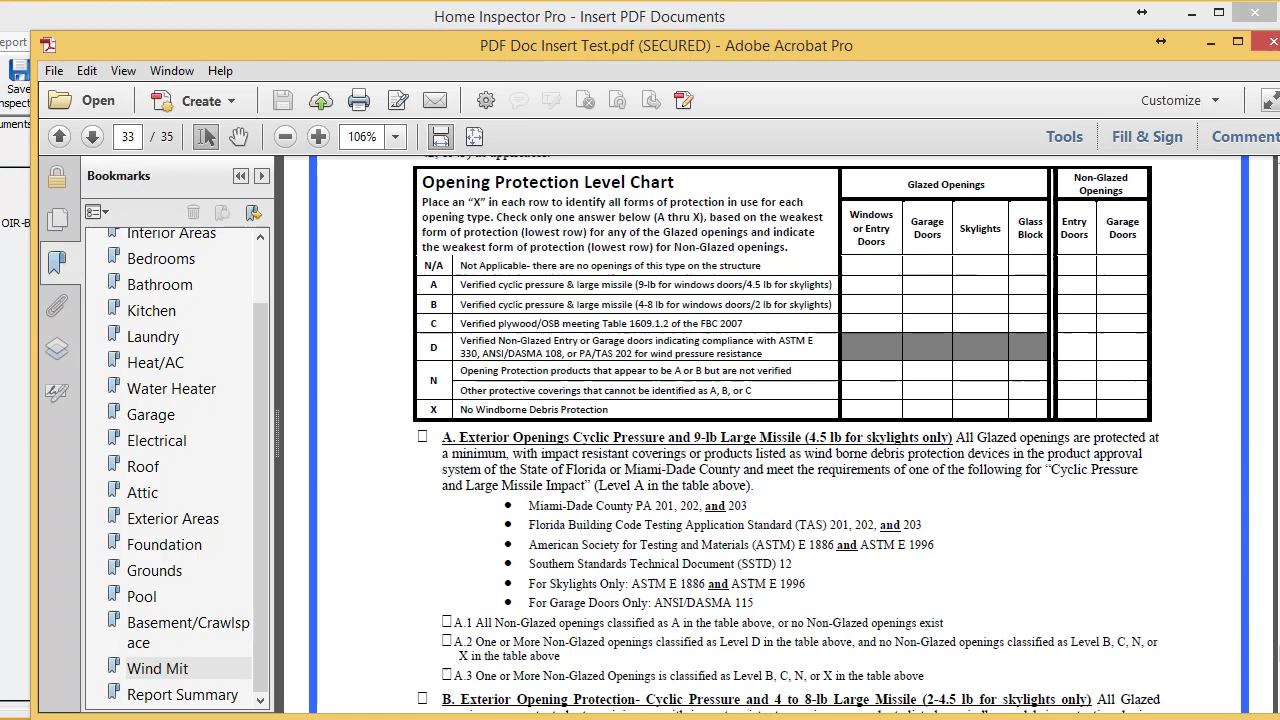 Home Inspector Pro - Insert PDF Documents
eport
PDF Doc Insert Test.pdf (SECURED) - Adobe Acrobat Pro
File Edit View Window Help
Save
nspect
Open Create Customize
33 / 35 106% Tools Fill & Sign Comment
Bookmarks
OIR-B
Interior Areas
Bedrooms
Bathroom
Kitchen
Laundry
Heat/AC
Water Heater
Garage
Electrical
Roof
Attic
Exterior Areas
Foundation
Grounds
Pool
Basement/Crawlsp
ace
Wind Mit
Report Summary
Opening Protection Level Chart
Place an “X” in each row to identify all forms of protection in use for each
opening type. Check only one answer below (A thru X), based on the weakest
form of protection (lowest row) for any of the Glazed openings and indicate
the weakest form of protection (lowest row) for Non-Glazed openings.
Glazed Openings
Non-Glazed
Openings
Windows
or Entry
Doors
Garage
Doors
Skylights
Glass
Block
Entry
Doors
Garage
Doors
N/A Not Applicable- there are no openings of this type on the structure
A Verified cyclic pressure & large missile (9-lb for windows doors/4.5 lb for skylights)
B Verified cyclic pressure & large missile (4-8 lb for windows doors/2 lb for skylights)
C Verified plywood/OSB meeting Table 1609.1.2 of the FBC 2007
D Verified Non-Glazed Entry or Garage doors indicating compliance with ASTM E
330, ANSI/DASMA 108, or PA/TAS 202 for wind pressure resistance
N Opening Protection products that appear to be A or B but are not verified
Other protective coverings that cannot be identified as A, B, or C
X No Windborne Debris Protection
A. Exterior Openings Cyclic Pressure and 9-lb Large Missile (4.5 lb for skylights only) All Glazed openings are protected at
a minimum, with impact resistant coverings or products listed as wind borne debris protection devices in the product approval
system of the State of Florida or Miami-Dade County and meet the requirements of one of the following for “Cyclic Pressure
and Large Missile Impact” (Level A in the table above).
• Miami-Dade County PA 201, 202, and 203
• Florida Building Code Testing Application Standard (TAS) 201, 202, and 203
• American Society for Testing and Materials (ASTM) E 1886 and ASTM E 1996
• Southern Standards Technical Document (SSTD) 12
• For Skylights Only: ASTM E 1886 and ASTM E 1996
• For Garage Doors Only: ANSI/DASMA 115
A.1 All Non-Glazed openings classified as A in the table above, or no Non-Glazed openings exist
A.2 One or More Non-Glazed openings classified as Level D in the table above, and no Non-Glazed openings classified as Level B, C, N, or
X in the table above
A.3 One or More Non-Glazed Openings is classified as Level B, C, N, or X in the table above
B. Exterior Opening Protection- Cyclic Pressure and 4 to 8-lb Large Missile (2-4.5 lb for skylights only) All Glazed